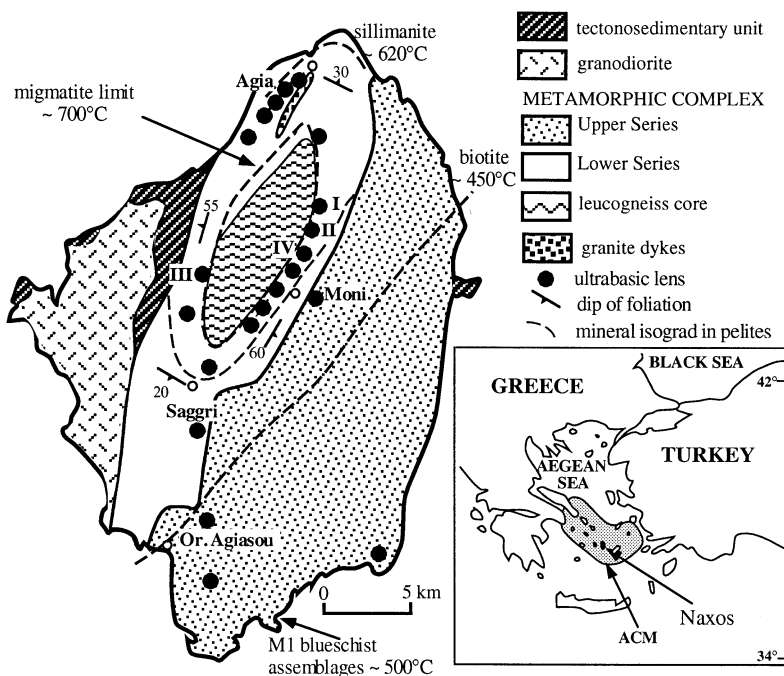 sillimanite
~ 620°C
Agia
30
migmatite limit
~ 700°C
biotite
~ 450°C
55
I
II
IV
III
Moni
60
20
Saggri
Or. Agiasou
0 5 km
M1 blueschist
assemblages ~ 500°C
tectonosedimentary unit
granodiorite
METAMORPHIC COMPLEX
Upper Series
Lower Series
leucogneiss core
granite dykes
ultrabasic lens
dip of foliation
mineral isograd in pelites
BLACK SEA
42°
GREECE
TURKEY
AEGEAN
SEA
Naxos
ACM
34°